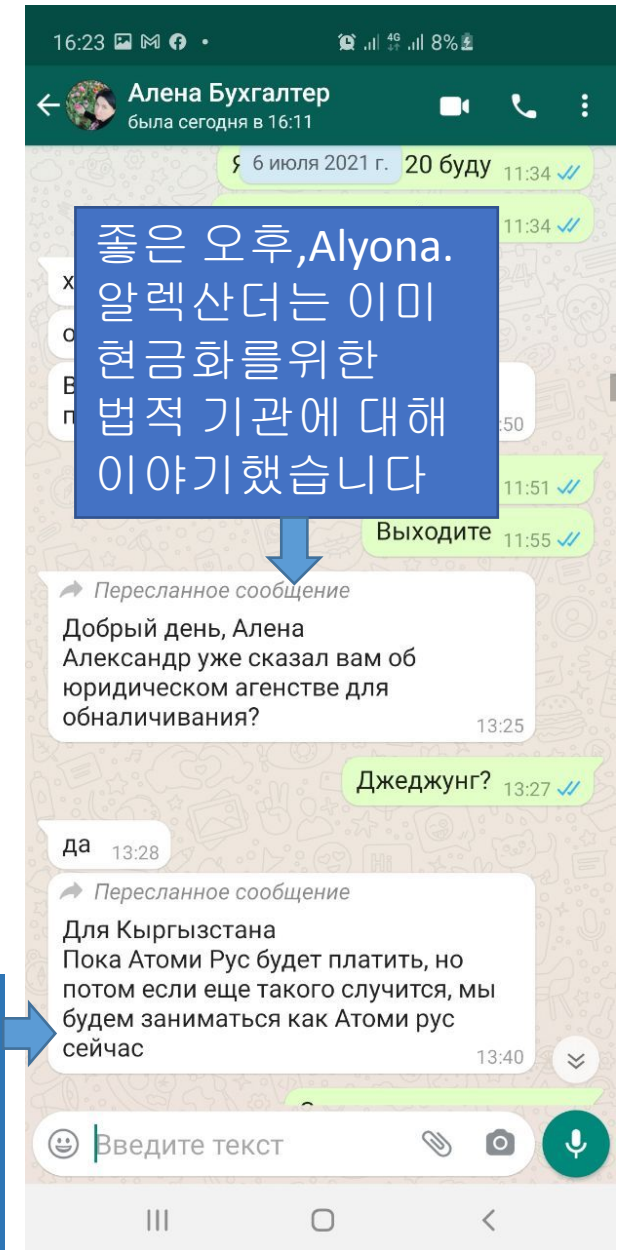 16:23 8%
4G
Алена Бухгалтер
была сегодня в 16:11
Я
6 июля 2021 г.
20 буду 11:34
11:34
좋은 오후,Alyona.
알렉산더는 이미
현금화를위한
법적 기관에 대해
이야기했습니다
х
о
В
п
:50
11:51
Выходите 11:55
Пересланное сообщение
Добрый день, Алена
Александр уже сказал вам об
юридическом агенстве для
обналичивания?
13:25
Джеджунг? 13:27
да 13:28
Пересланное сообщение
Для Кыргызстана
Пока Атоми Рус будет платить, но
потом если еще такого случится, мы
будем заниматься как Атоми рус
сейчас
13:40
Введите текст